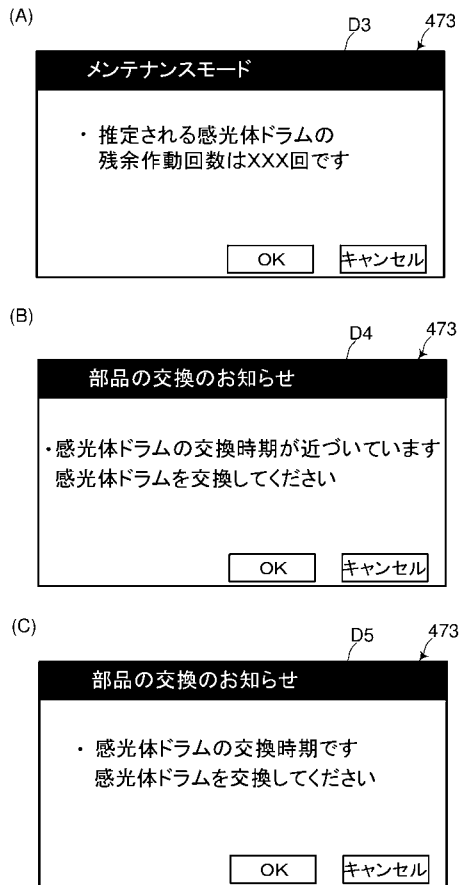 (A)
D3
473
メンテナンスモード
・ 推定される感光体ドラムの
残余作動回数はXXX回です
OK
キャンセル
(B)
D4
473
部品の交換のお知らせ
・感光体ドラムの交換時期が近づいています
感光体ドラムを交換してください
OK
キャンセル
(C)
D5
473
部品の交換のお知らせ
・ 感光体ドラムの交換時期です
感光体ドラムを交換してください
OK
キャンセル